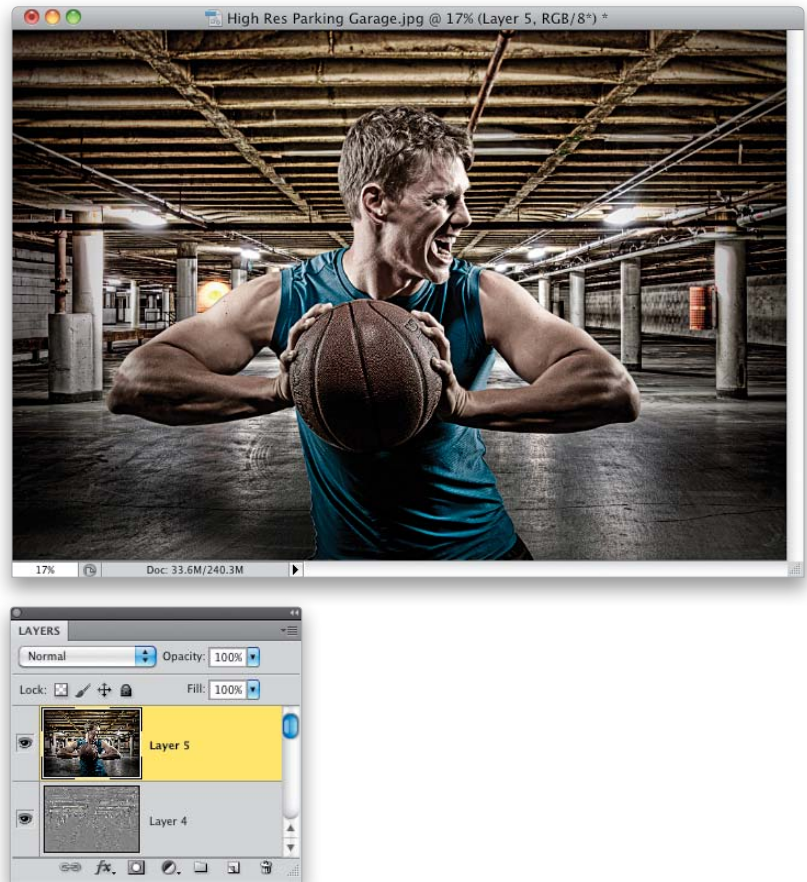 High Res Parking Garage.jpg @ 17% (Layer 5, RGB/8*) *
17% Doc: 33.6M/240.3M
LAYERS
Normal Opacity: 100%
Lock: Fill: 100%
Layer 5
Layer 4
fx.